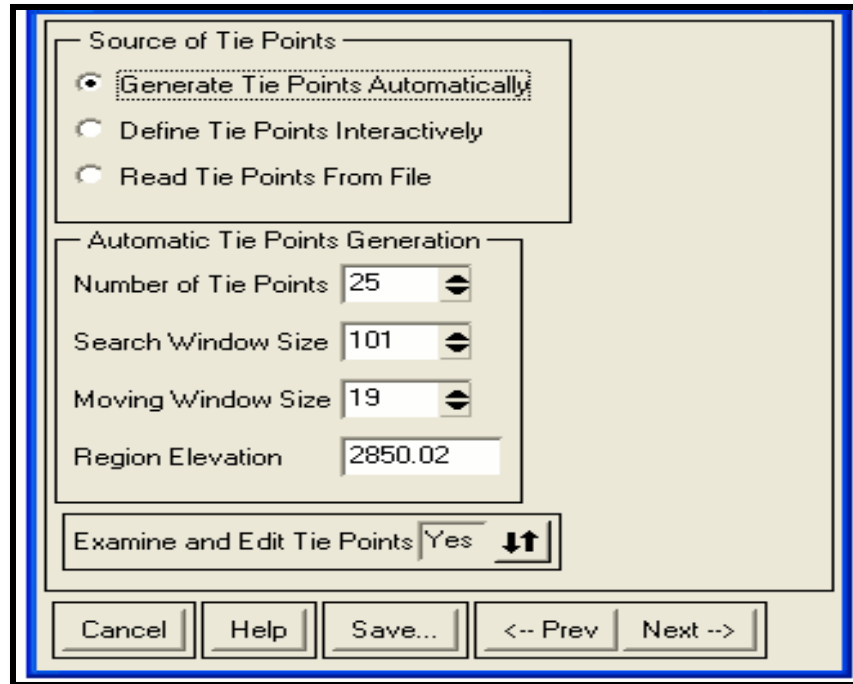 Source of Tie Points
Generate Tie Points Automatically
Define Tie Points Interactively
Read Tie Points From File
Automatic Tie Points Generation
Number of Tie Points 25
Search Window Size 101
Moving Window Size 19
Region Elevation 2850.02
Examine and Edit Tie Points Yes
Cancel Help Save... <-- Prev Next -->